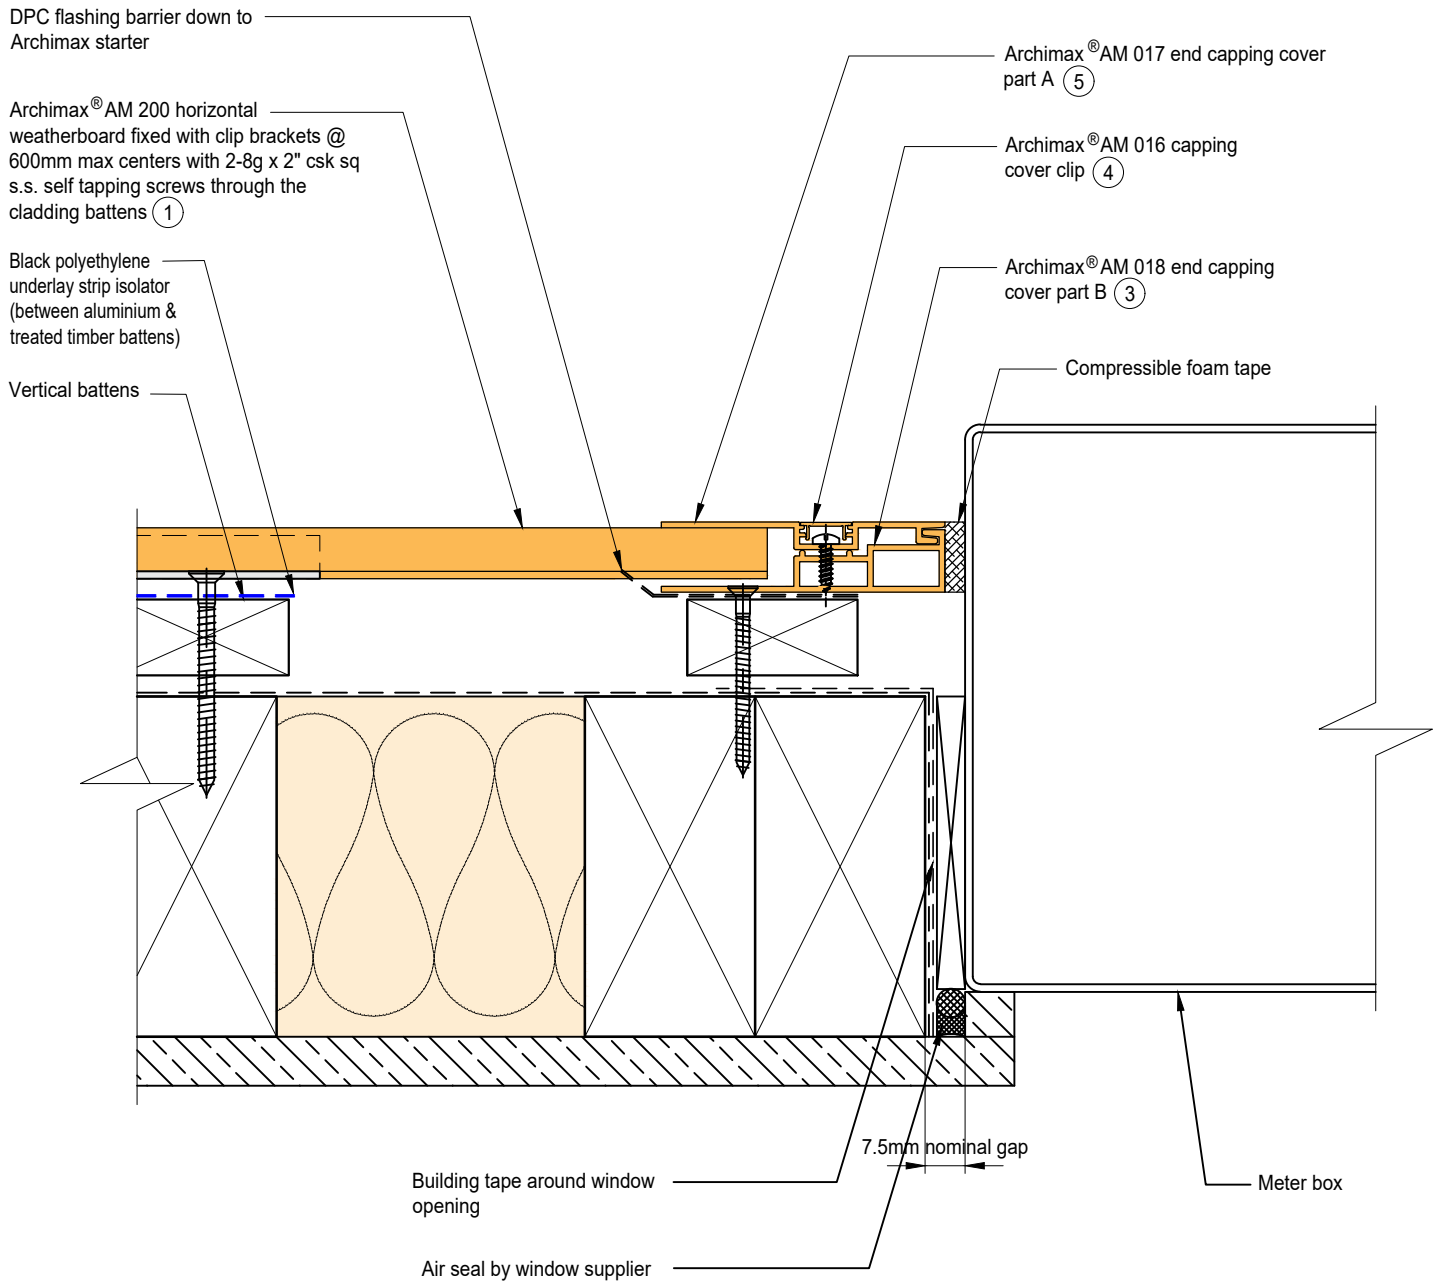 DPC flashing barrier down to
Archimax starter
Archimax® AM 200 horizontal
weatherboard fixed with clip brackets @
600mm max centers with 2-8g x 2" csk sq
s.s. self tapping screws through the
cladding battens 1
Black polyethylene
underlay strip isolator
(between aluminium &
treated timber battens)
Vertical battens
Archimax® AM 017 end capping cover
part A 5
Archimax® AM 016 capping
cover clip 4
Archimax® AM 018 end capping
cover part B 3
Compressible foam tape
7.5mm nominal gap
Building tape around window
opening
Meter box
Air seal by window supplier